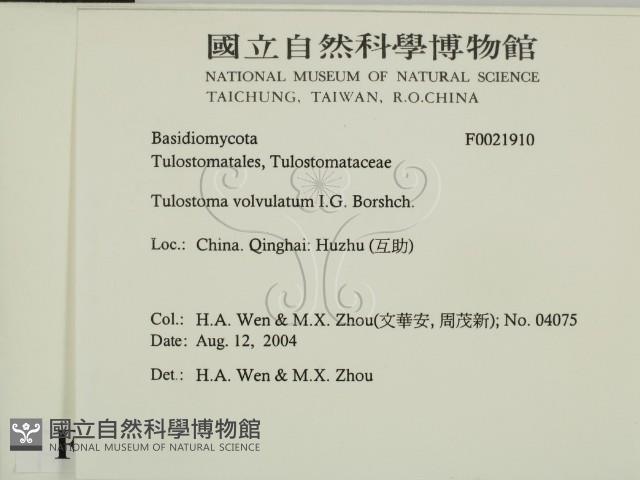 國立自然科學博物館
NATIONAL MUSEUM OF NATURAL SCIENCE
TAICHUNG, TAIWAN, R.O.CHINA
Basidiomycota F0021910
Tulostomatales, Tulostomataceae
Tulostoma volvulatum I.G. Borshch.
Loc.: China. Qinghai: Huzhu (互助)
Col.: H.A. Wen & M.X. Zhou(文華安, 周茂新); No. 04075
Date: Aug. 12, 2004
Det.: H.A. Wen & M.X. Zhou
國立自然科學博物館
NATIONAL MUSEUM OF NATURAL SCIENCE
F